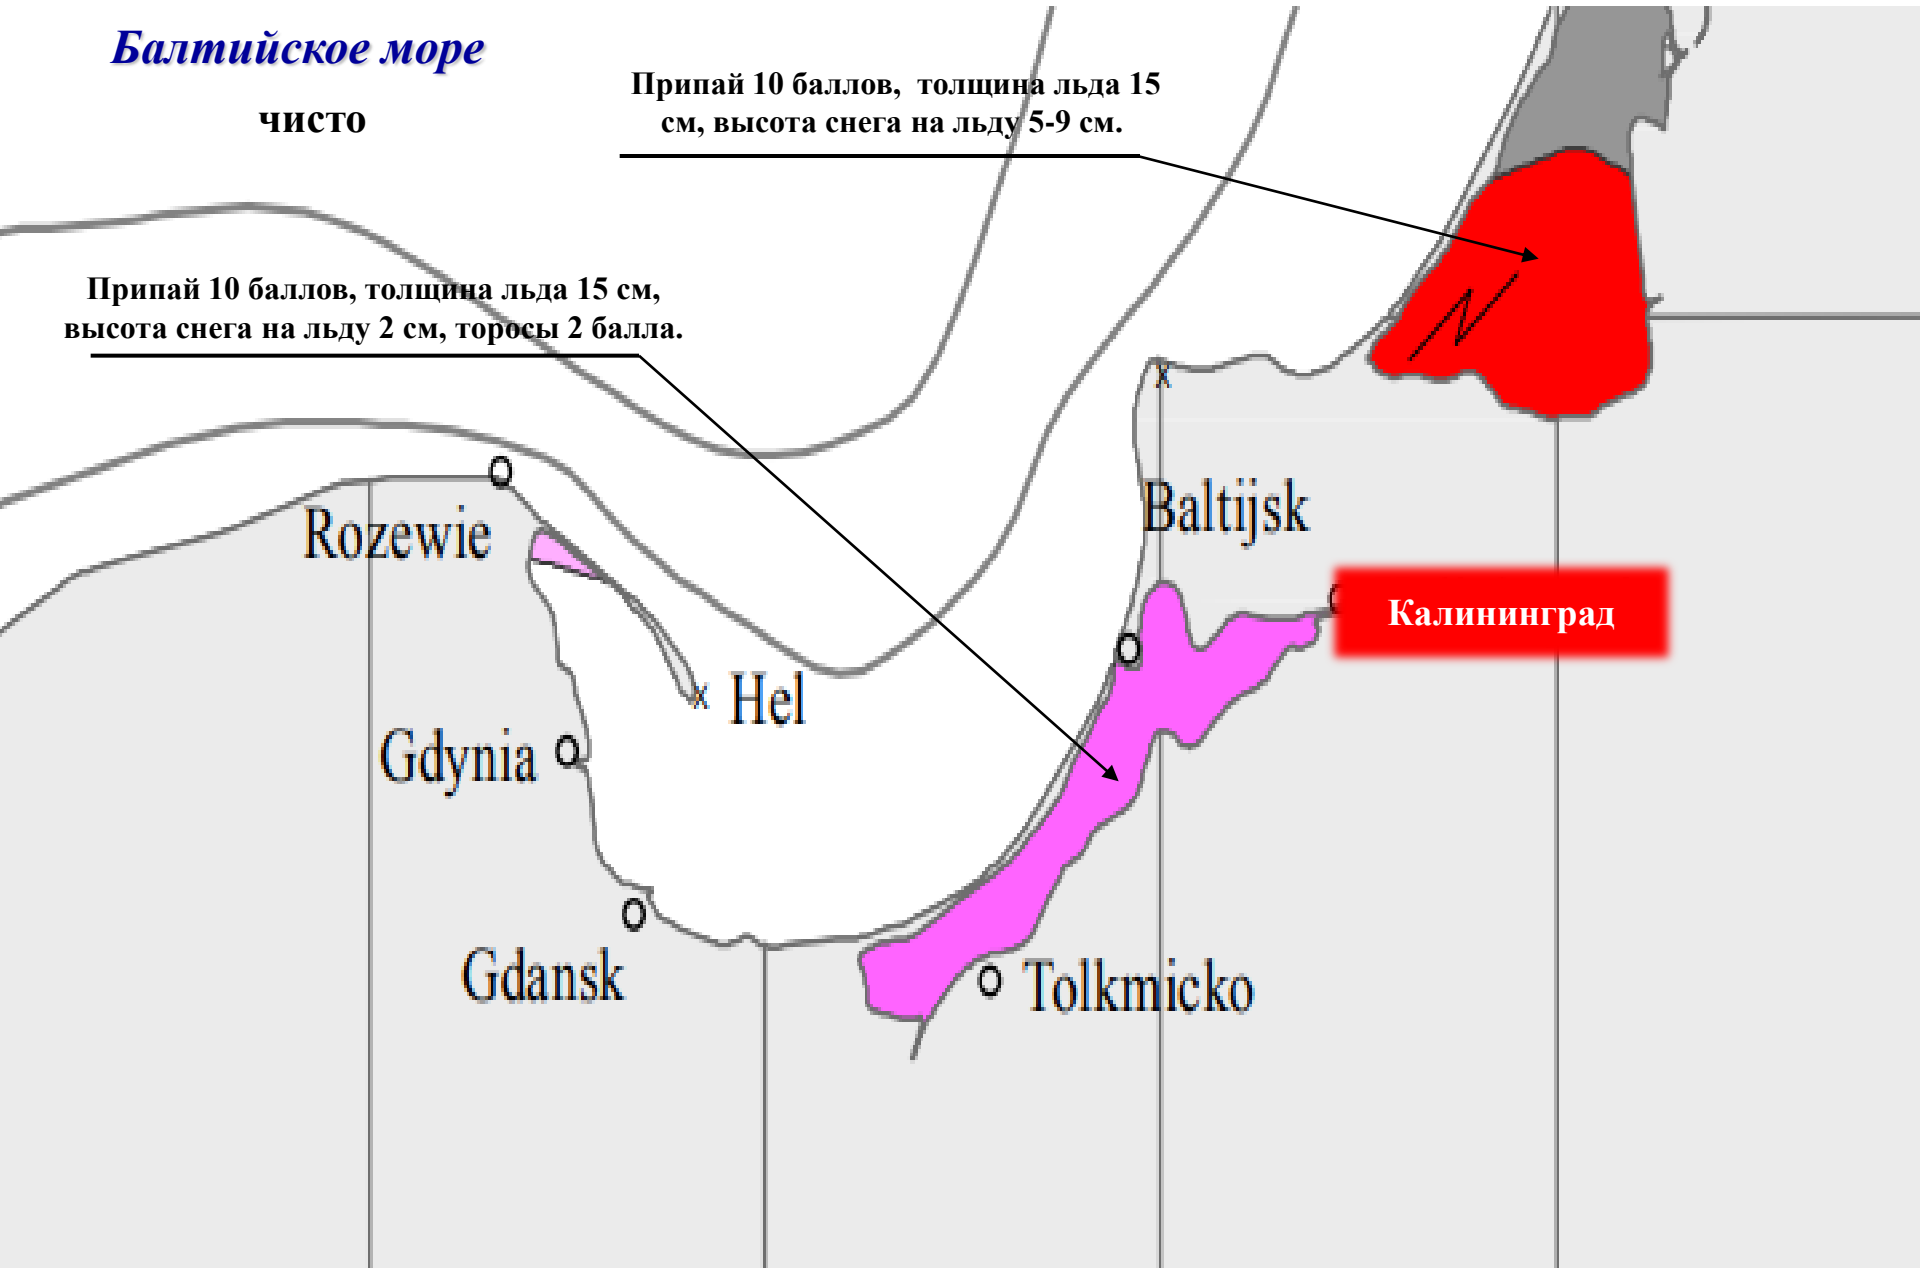 Балтийское море
чисто
Припай 10 баллов, толщина льда 15
см, высота снега на льду 5-9 см.
Припай 10 баллов, толщина льда 15 см,
высота снега на льду 2 см, торосы 2 балла.
Rozewie
Baltijsk
Калининград
Hel
Gdynia
Gdansk
Tolkmicko